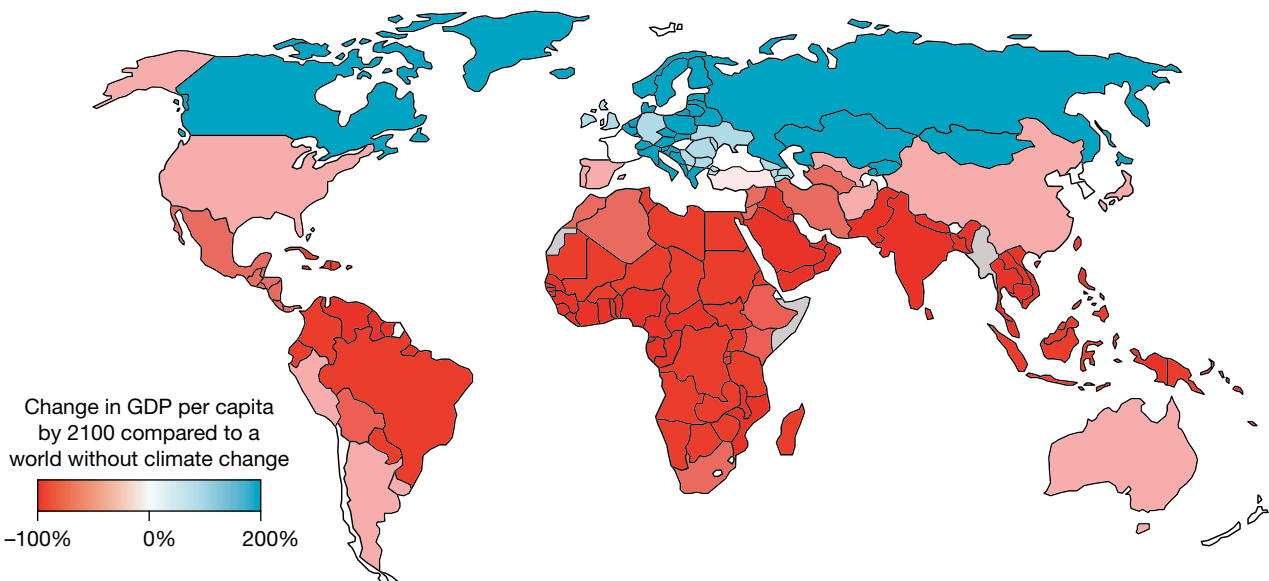 Change in GDP per capita
by 2100 compared to a
world without climate change
−100% 0% 200%